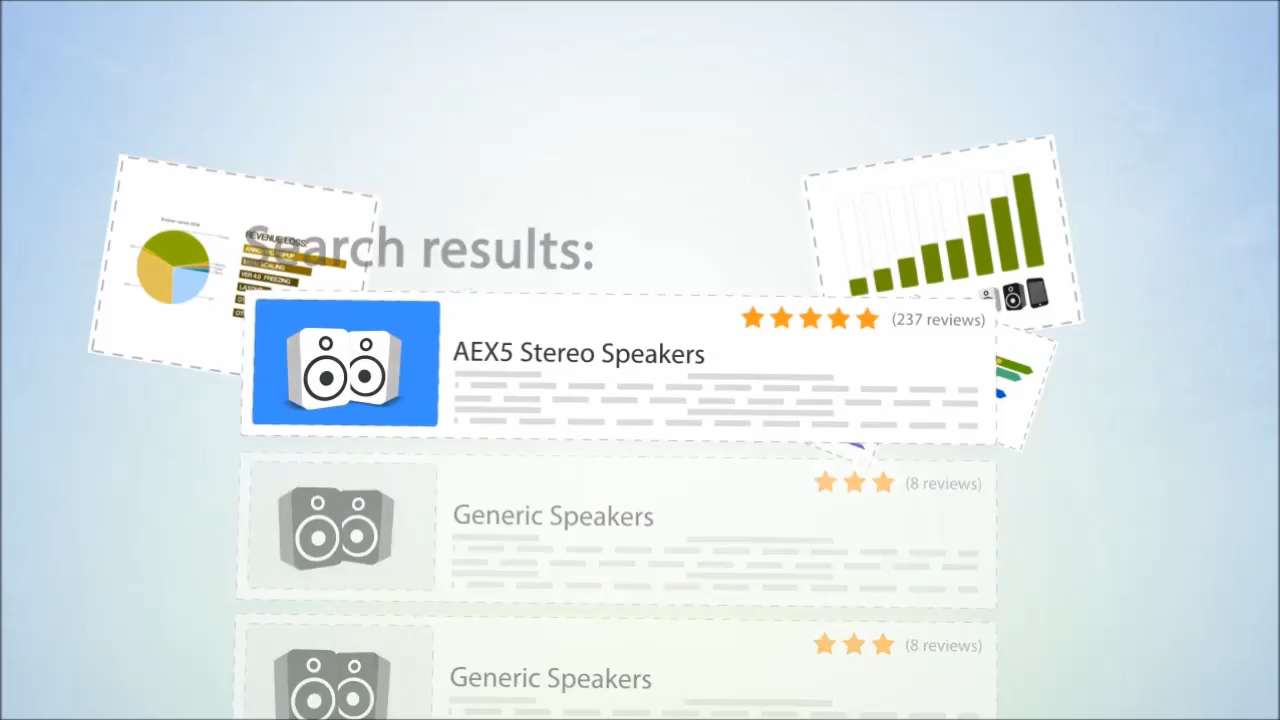 REVENUE LOSS:
Search results:
(237 reviews)
AEX5 Stereo Speakers
(8 reviews)
Generic Speakers
(8 reviews)
Generic Speakers